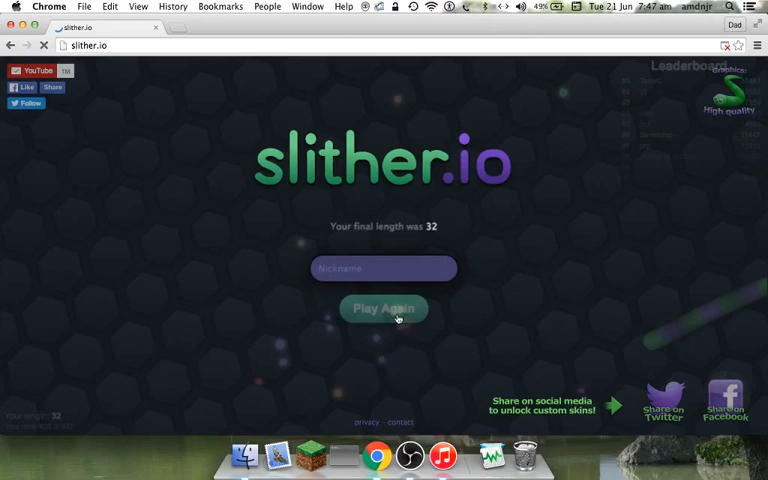 Chrome File Edit View History Bookmarks People Window Help 49% Tue 21 Jun 7:47 am amdnjr
slither.io
Dad
slither.io
YouTube 1M
Like Share
Follow
Leaderboard
Graphics:
High quality
slither.io
Your final length was 32
Nickname
Play Again
Share on social media
to unlock custom skins!
Share on
Twitter
Share on
Facebook
Your length: 32
privacy - contact